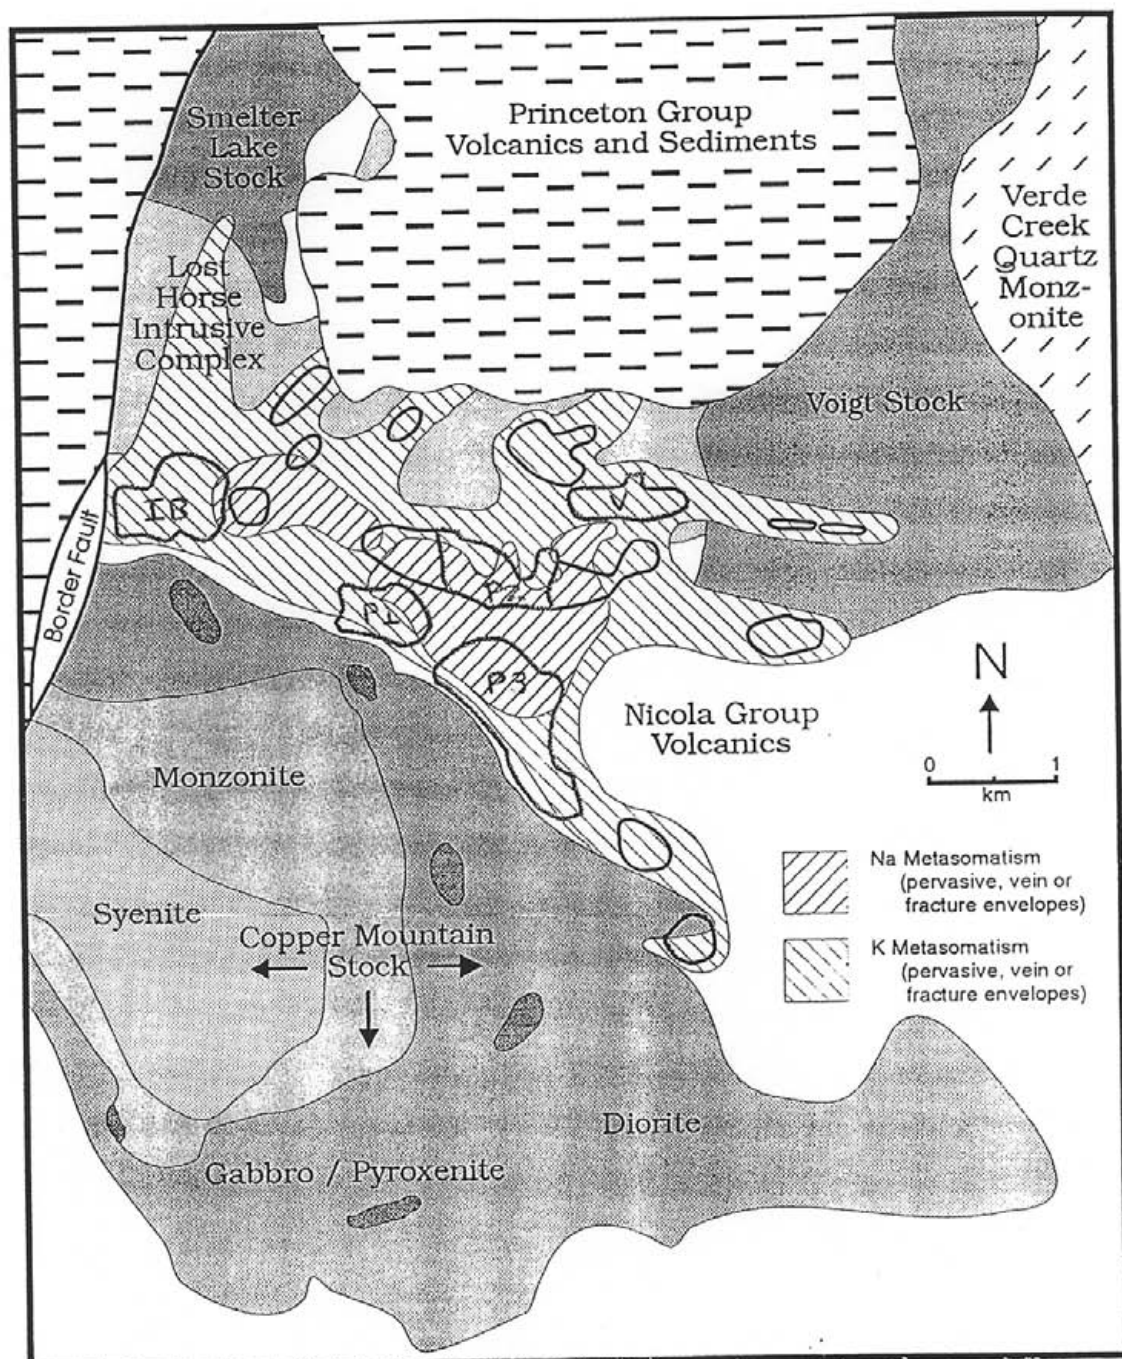 Smelter
Lake
Stock
Princeton Group
Volcanics and Sediments
Verde
Creek
Quartz
Monz-
onite
Lost
Horse
Intrusive
Complex
Voigt Stock
IB
Border Fault
P2
P1
P3
N
Nicola Group
Volcanics
0 1
km
Monzonite
Na Metasomatism
(pervasive, vein or
fracture envelopes)
Syenite
Copper Mountain
Stock
K Metasomatism
(pervasive, vein or
fracture envelopes)
Diorite
Gabbro / Pyroxenite